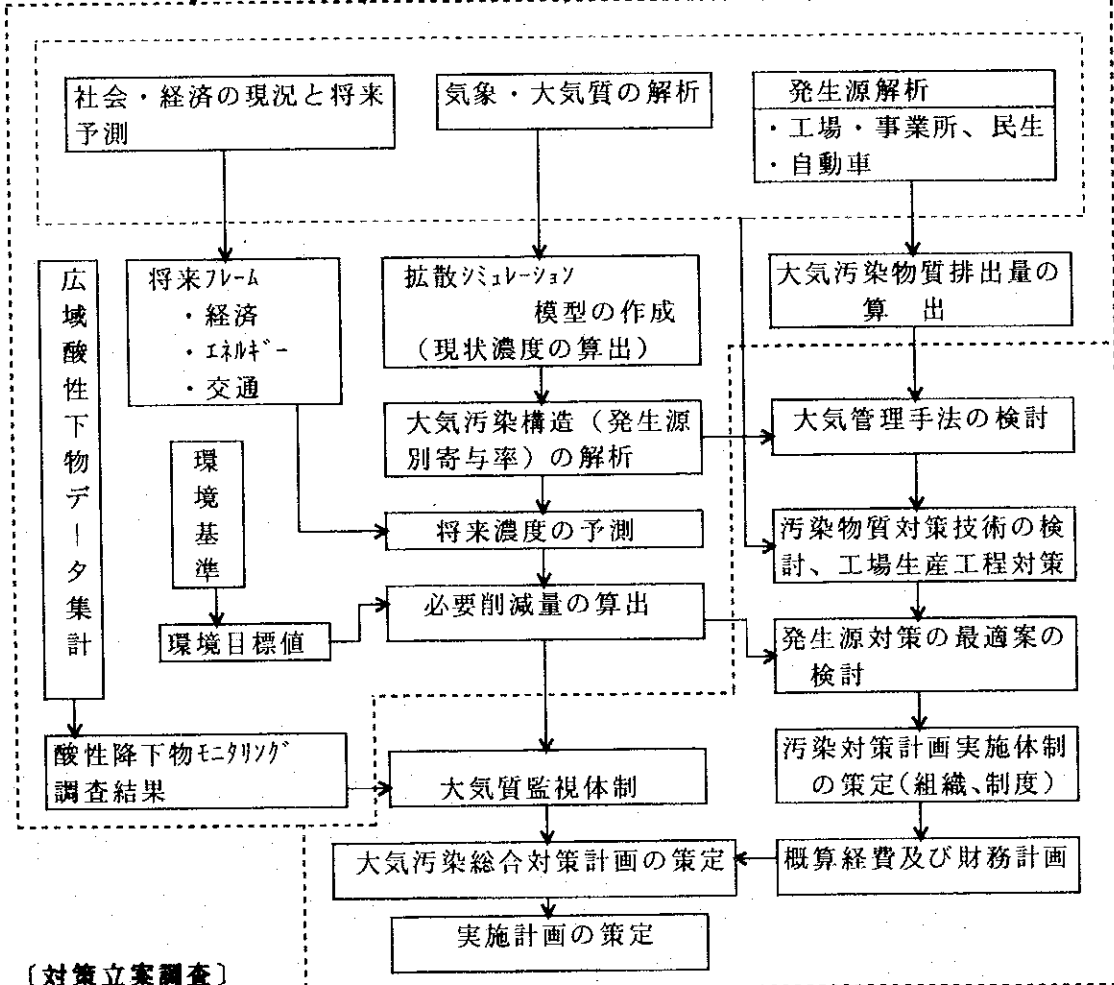 社会・経済の現況と将来
予測
気象・大気質の解析
発生源解析
・工場・事業所、民生
・自動車
広域酸性下物データ集計
将来フレーム
・経済
・エネルギー
・交通
拡散シミュレーション
模型の作成
（現状濃度の算出）
大気汚染物質排出量の
算 出
大気汚染構造（発生源
別寄与率）の解析
大気管理手法の検討
環境基準
将来濃度の予測
汚染物質対策技術の検
討、工場生産工程対策
必要削減量の算出
環境目標値
発生源対策の最適案の
検討
酸性降下物モニタリング
調査結果
大気質監視体制
汚染対策計画実施体制
の策定(組織､制度)
大気汚染総合対策計画の策定
概算経費及び財務計画
実施計画の策定
〔対策立案調査〕